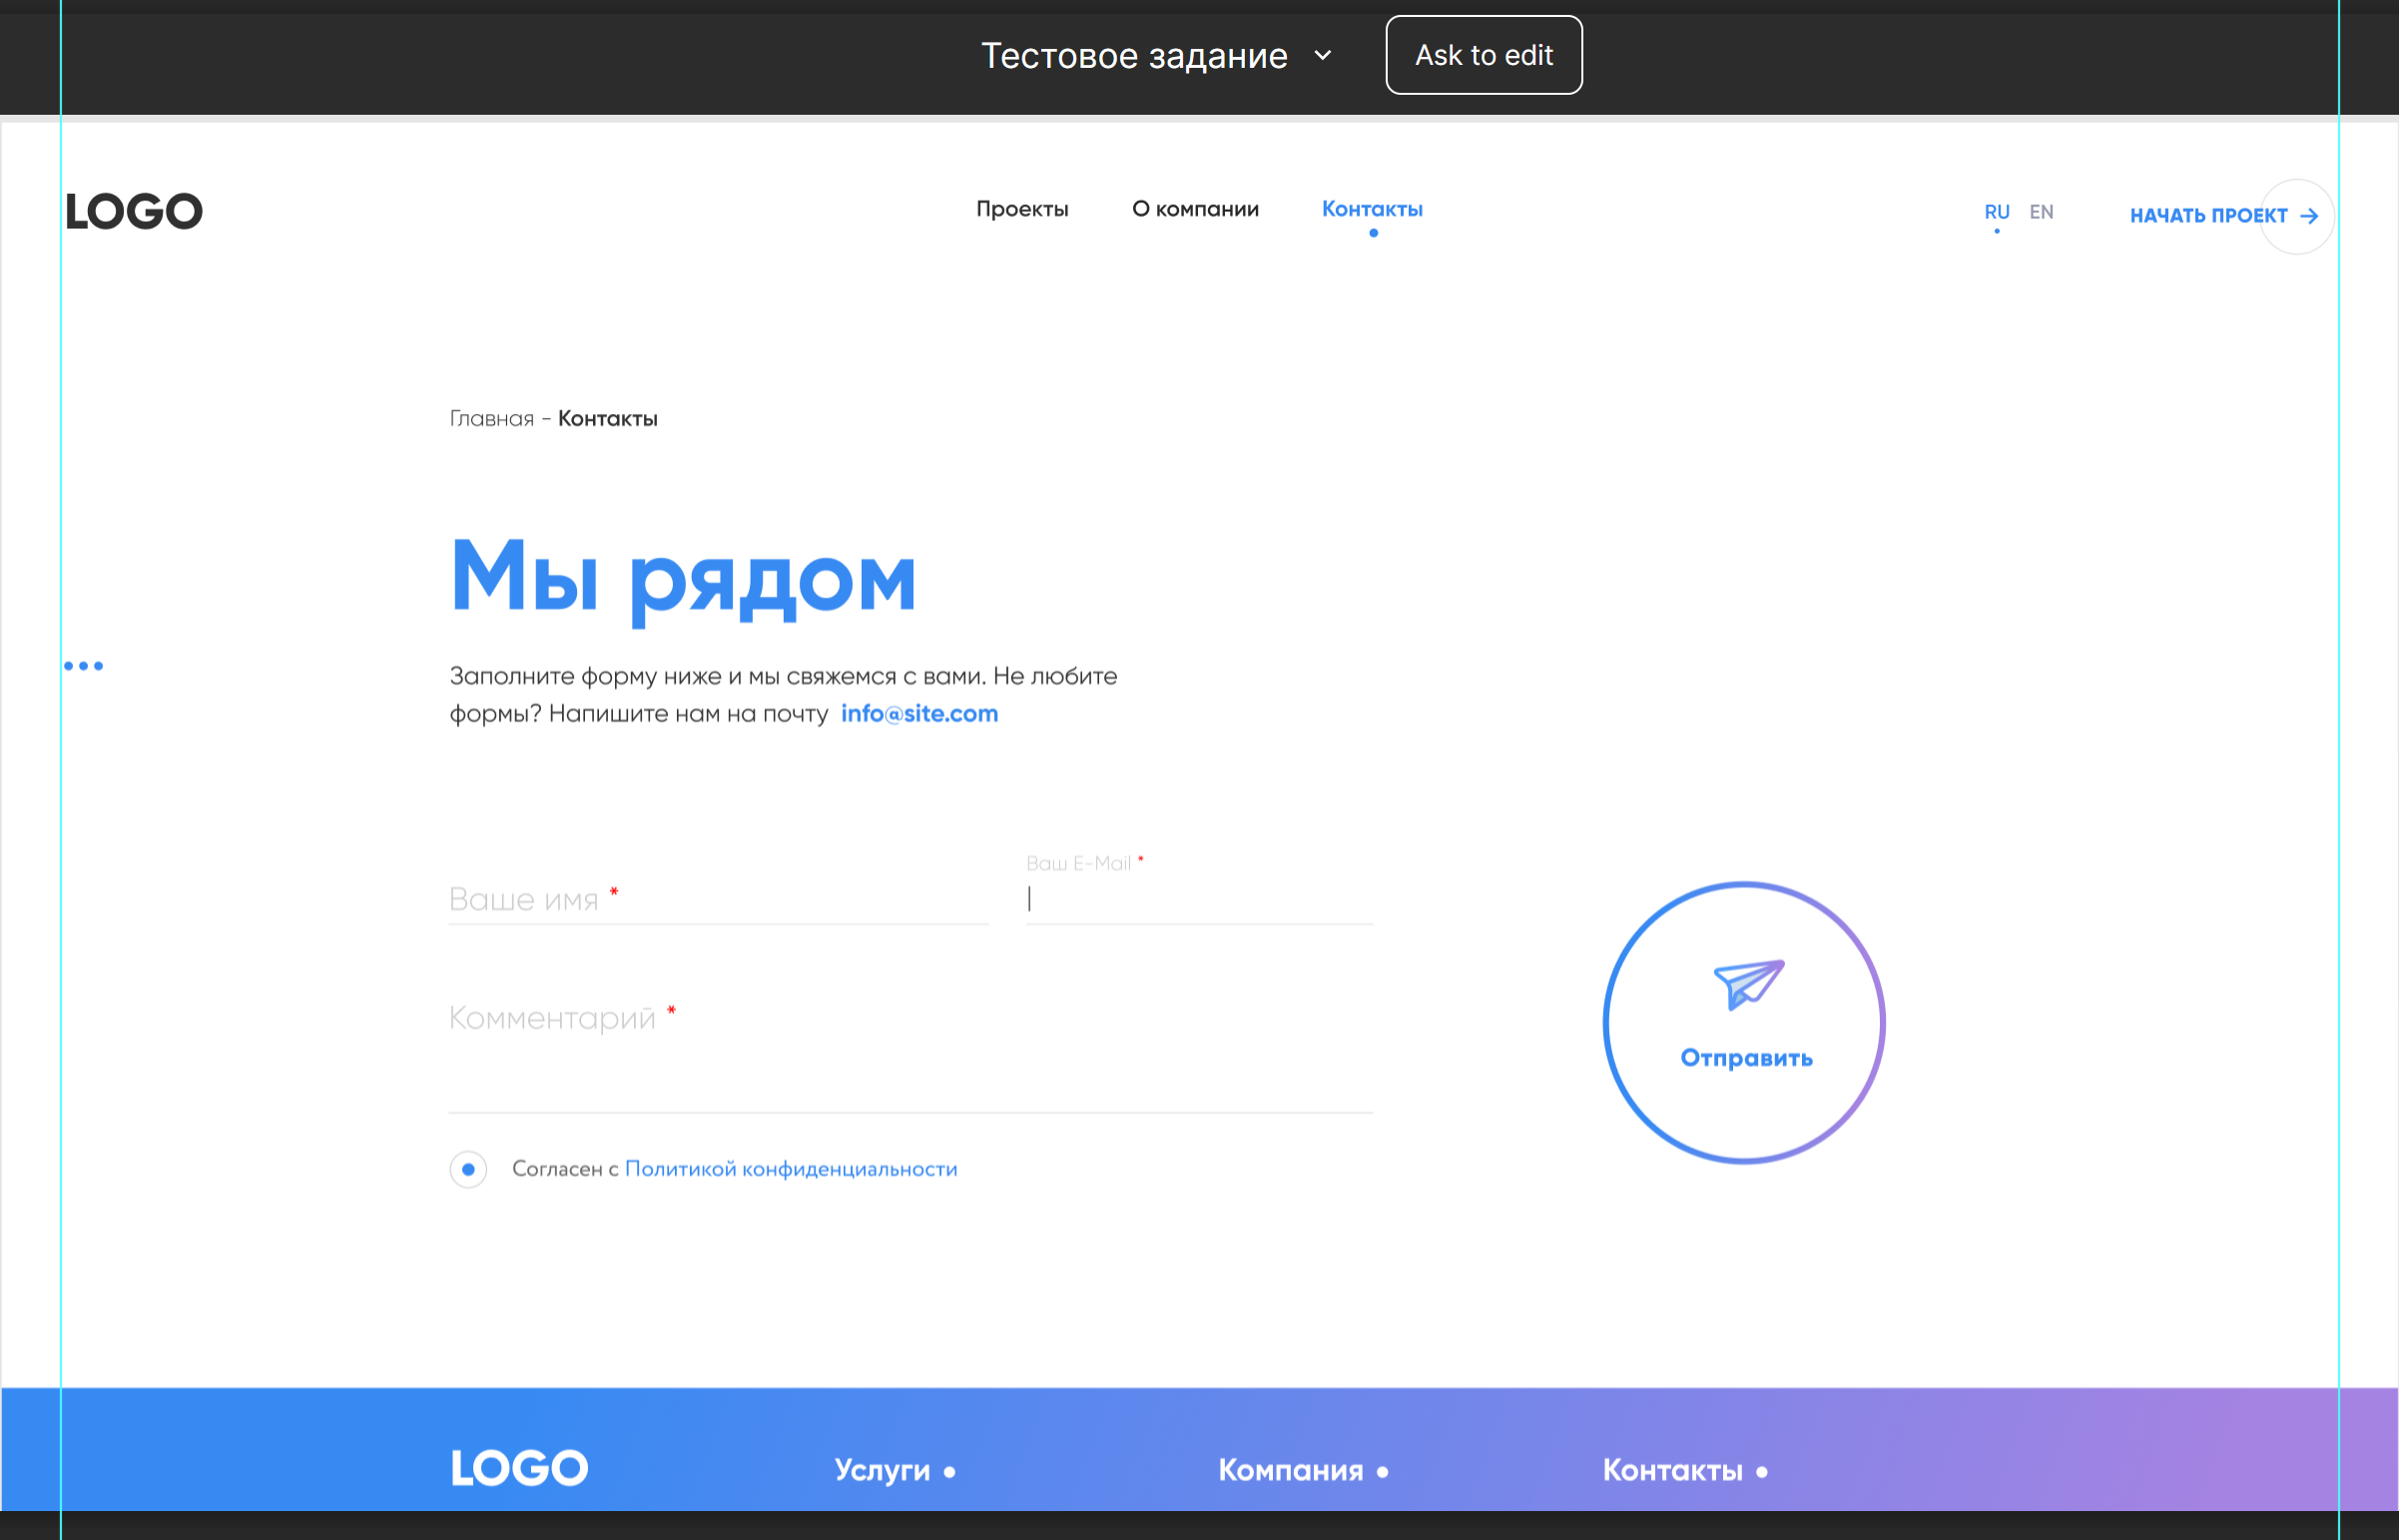 Тестовое задание
Ask to edit
LOGO
Проекты
О компании
Контакты
RU
EN
НАЧАТЬ ПРОЕКТ
Главная - Контакты
Мы рядом
Заполните форму ниже и мы свяжемся с вами. Не любите
формы? Напишите нам на почту info@site.com
Ваше имя *
Ваш E-Mail *
Комментарий *
Отправить
Согласен с Политикой конфиденциальности
LOGO
Услуги
Компания
Контакты